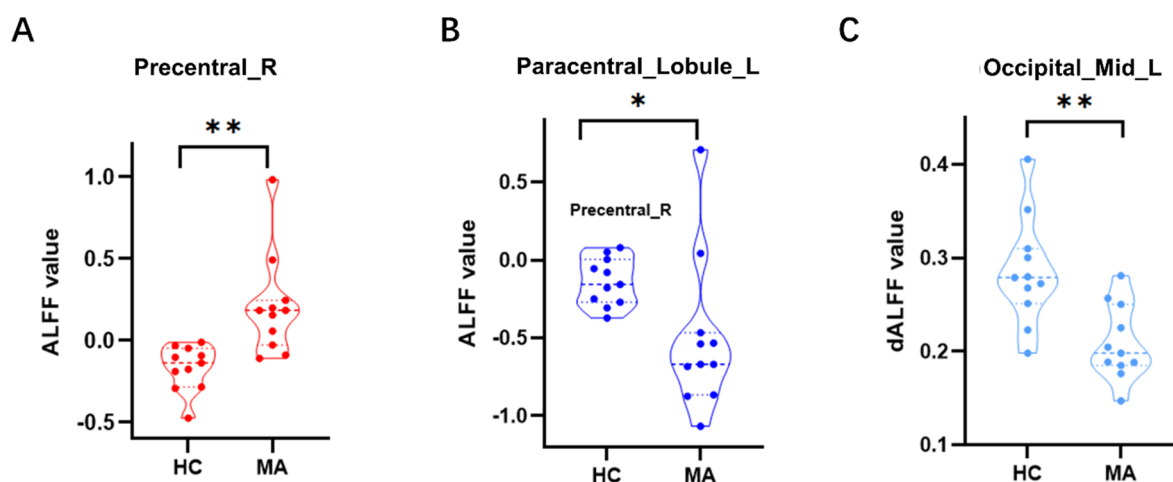 A
Precentral_R
**
ALFF value
1.0
0.5
0.0
-0.5
HC
MA
B
Paracentral_Lobule_L
*
Precentral_R
ALFF value
0.5
0.0
-0.5
-1.0
HC
MA
C
Occipital_Mid_L
**
dALFF value
0.4
0.3
0.2
0.1
HC
MA